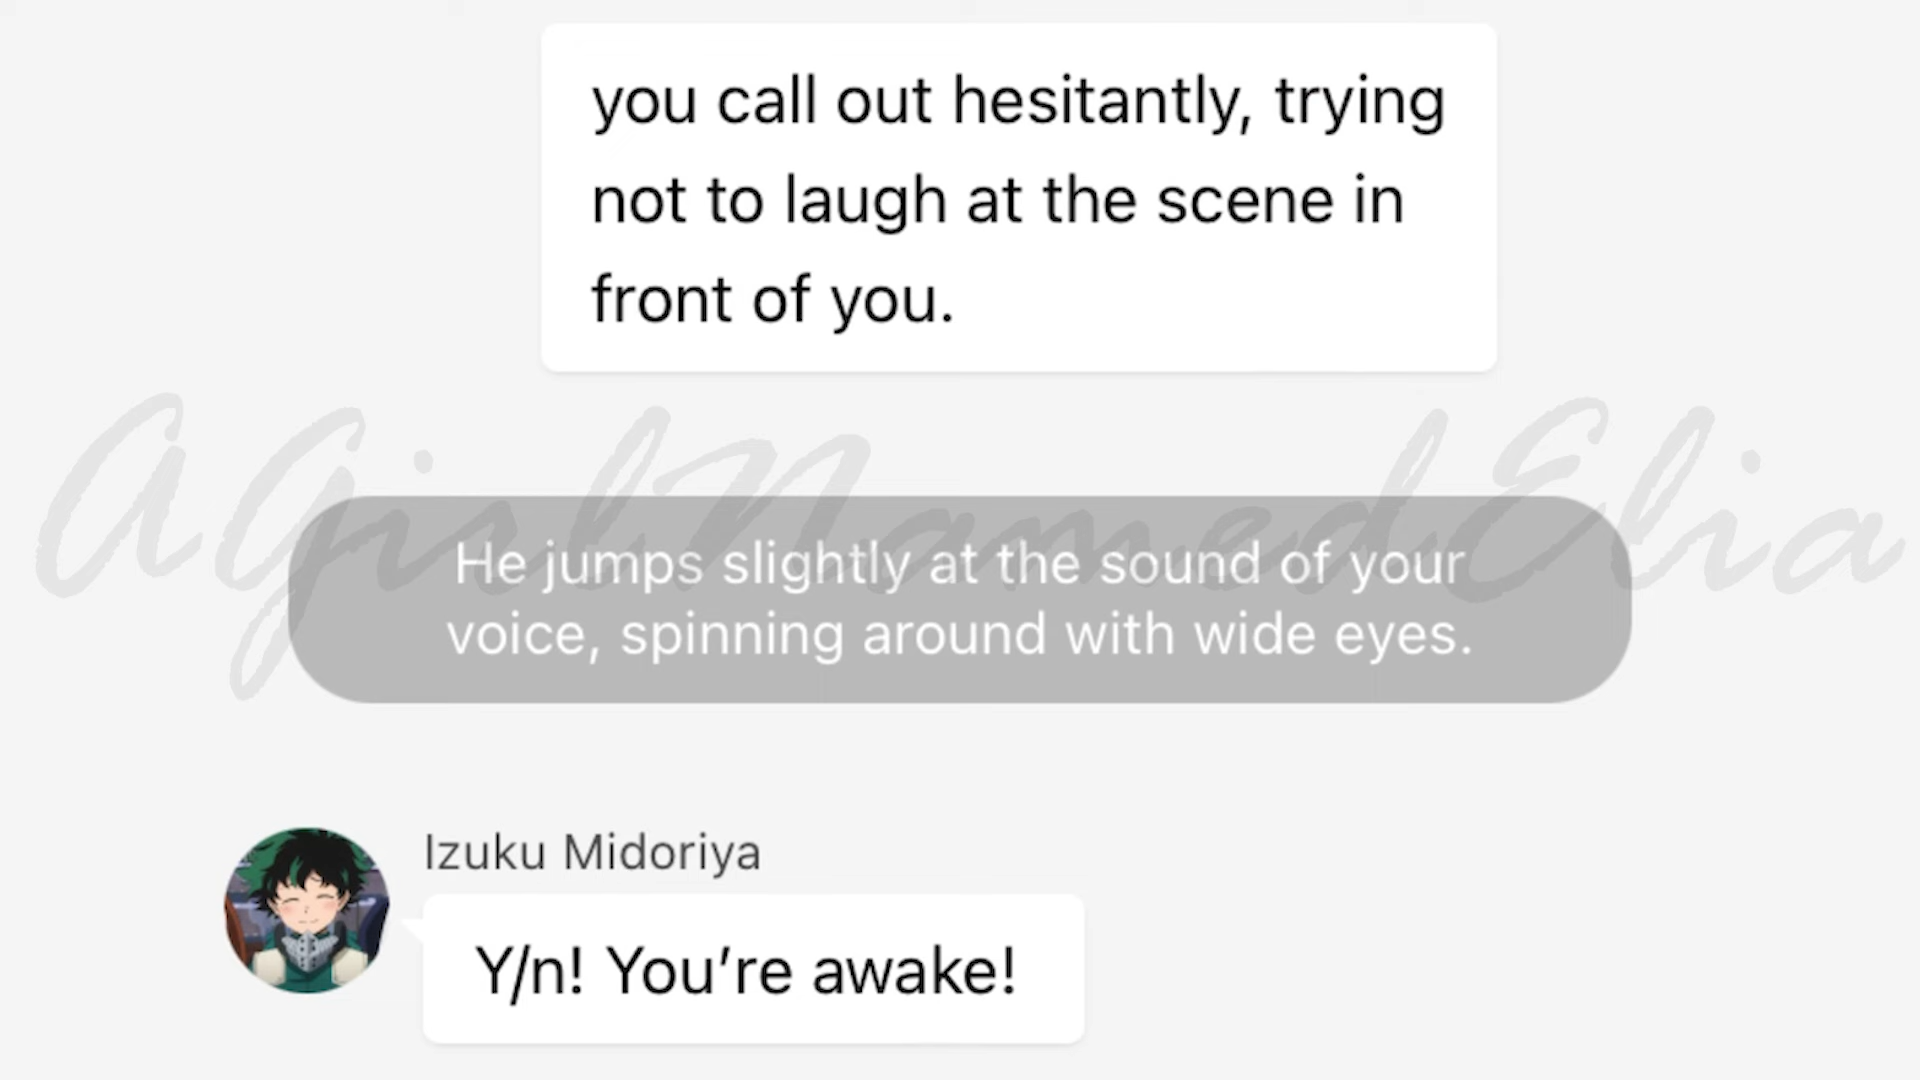 you call out hesitantly, trying
not to laugh at the scene in
front of you.
AGirlNamedElia
He jumps slightly at the sound of your
voice, spinning around with wide eyes.
Izuku Midoriya
Y/n! You’re awake!